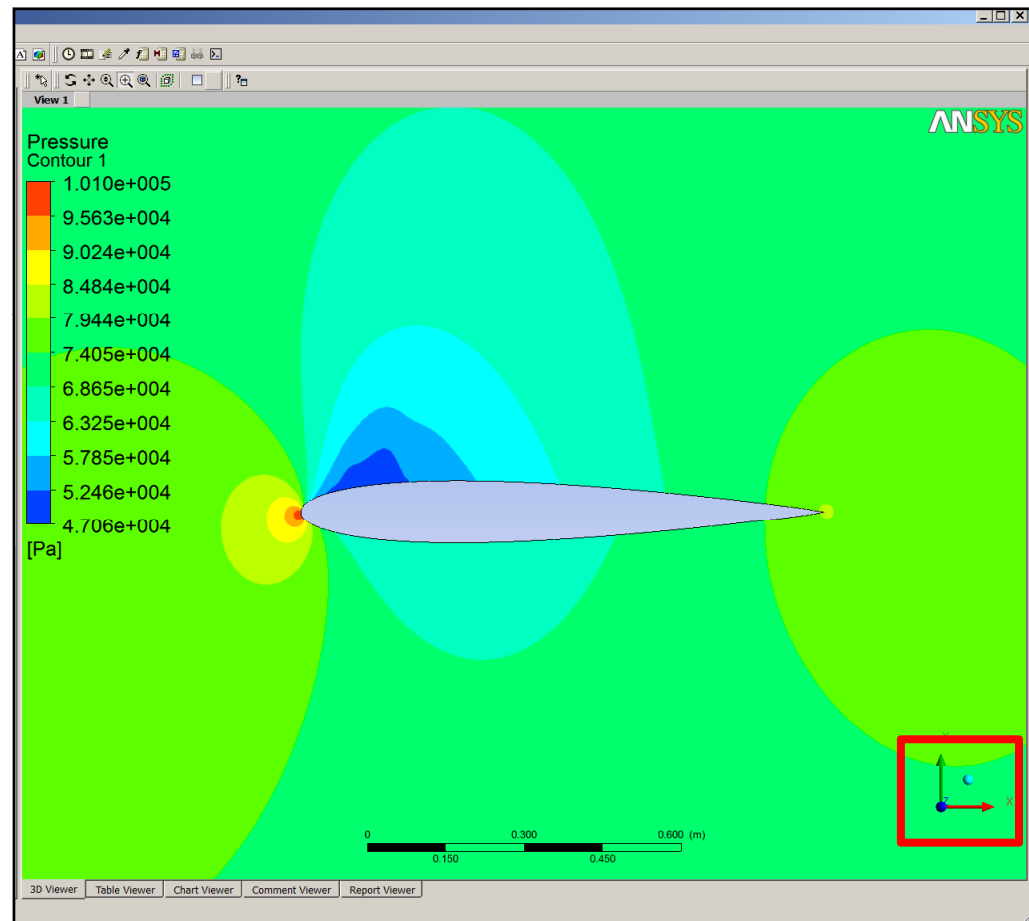 View 1
ANSYS
Pressure
Contour 1
1.010e+005
9.563e+004
9.024e+004
8.484e+004
7.944e+004
7.405e+004
6.865e+004
6.325e+004
5.785e+004
5.246e+004
4.706e+004
[Pa]
Y
Z X
0 0.300 0.600 (m)
0.150 0.450
3D Viewer Table Viewer Chart Viewer Comment Viewer Report Viewer